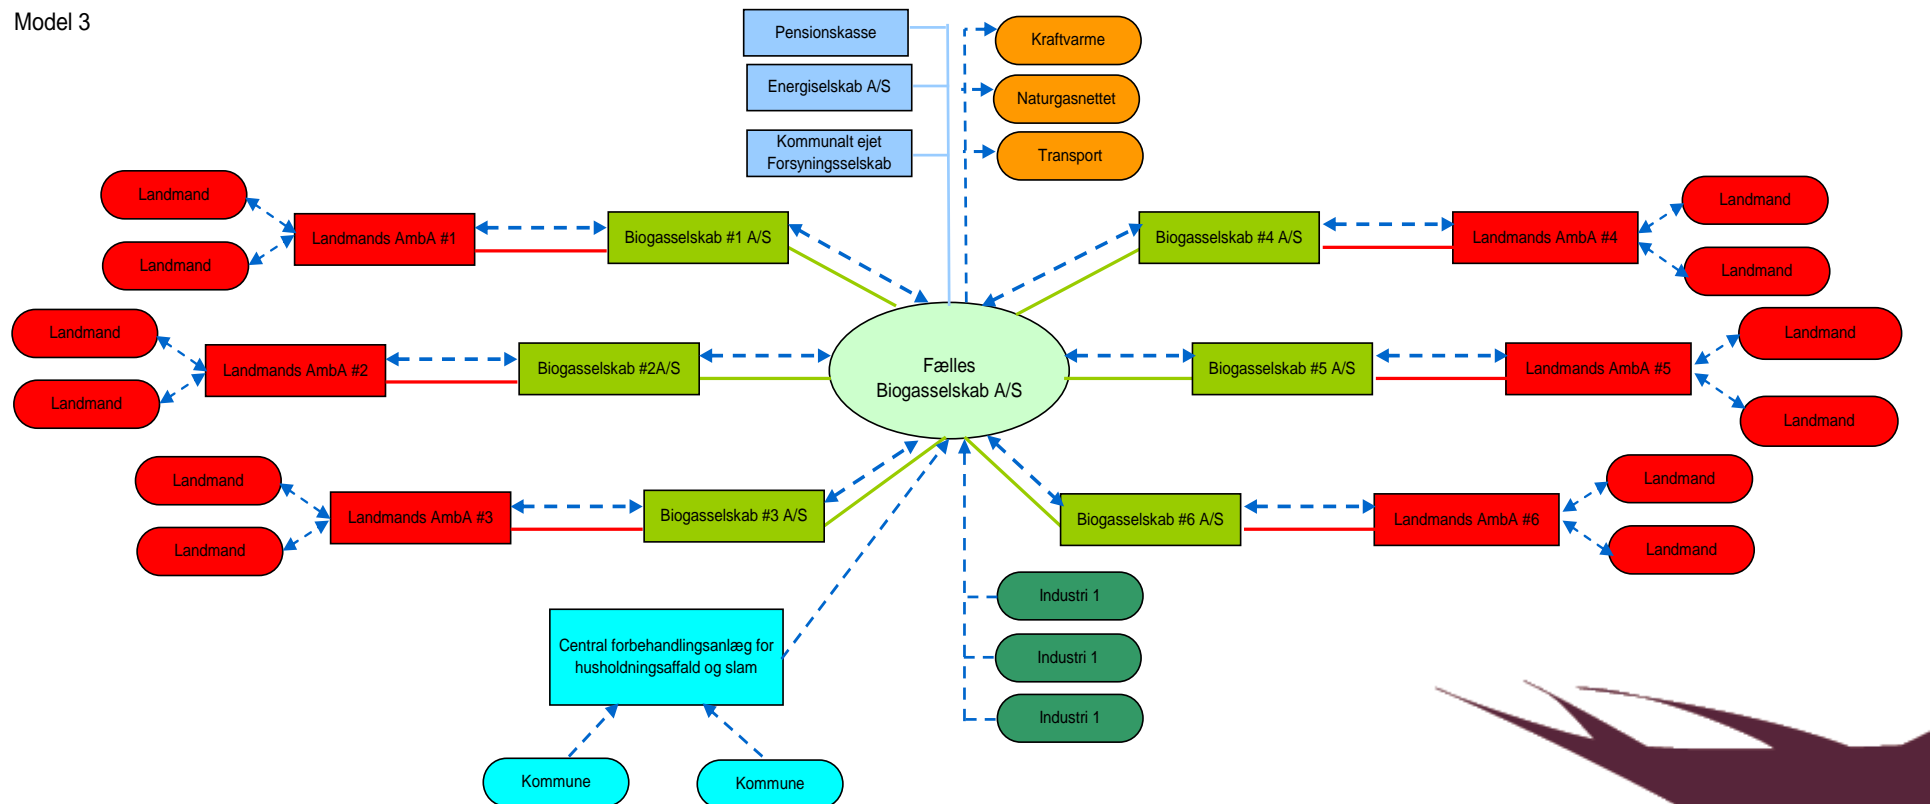 Model 3
Pensionskasse
Energiselskab A/S
Kommunalt ejet
Forsyningsselskab
Kraftvarme
Naturgasnettet
Transport
Landmand
Landmand
Landmands AmbA #1
Biogasselskab #1 A/S
Biogasselskab #4 A/S
Landmands AmbA #4
Landmand
Landmand
Landmand
Landmand
Landmands AmbA #2
Biogasselskab #2A/S
Fælles
Biogasselskab A/S
Biogasselskab #5 A/S
Landmands AmbA #5
Landmand
Landmand
Landmand
Landmand
Landmands AmbA #3
Biogasselskab #3 A/S
Biogasselskab #6 A/S
Landmands AmbA #6
Landmand
Landmand
Central forbehandlingsanlæg for
husholdningsaffald og slam
Industri 1
Industri 1
Industri 1
Kommune
Kommune